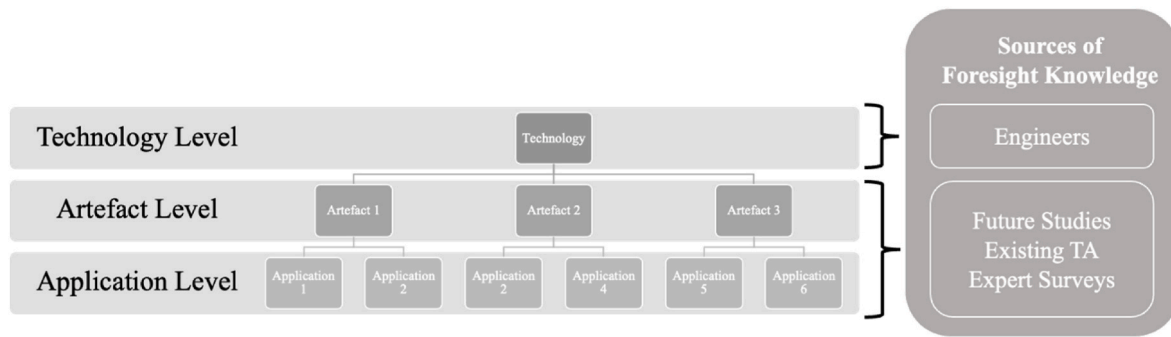 Sources of
Foresight Knowledge
Technology Level
Technology
Engineers
Artefact Level
Artefact 1
Artefact 2
Artefact 3
Future Studies
Existing TA
Expert Surveys
Application Level
Application
1
Application
2
Application
2
Application
4
Application
5
Application
6